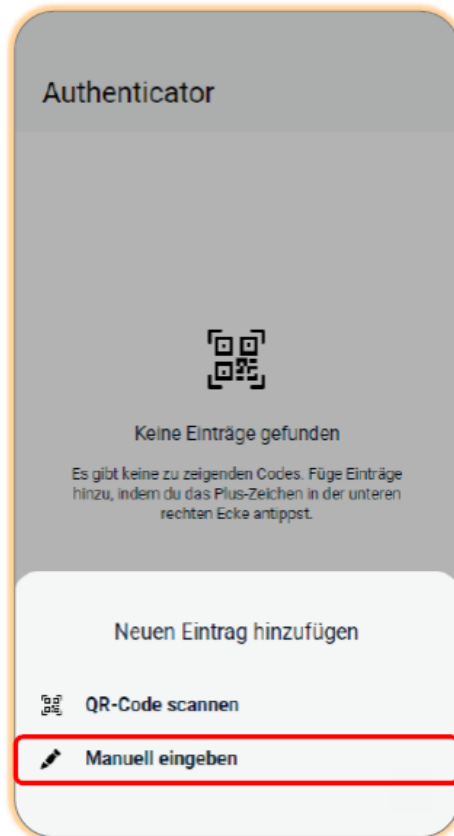 Authenticator
Keine Einträge gefunden
Es gibt keine zu zeigenden Codes. Füge Einträge
hinzu, indem du das Plus-Zeichen in der unteren
rechten Ecke antippst.
Neuen Eintrag hinzufügen
QR-Code scannen
Manuell eingeben